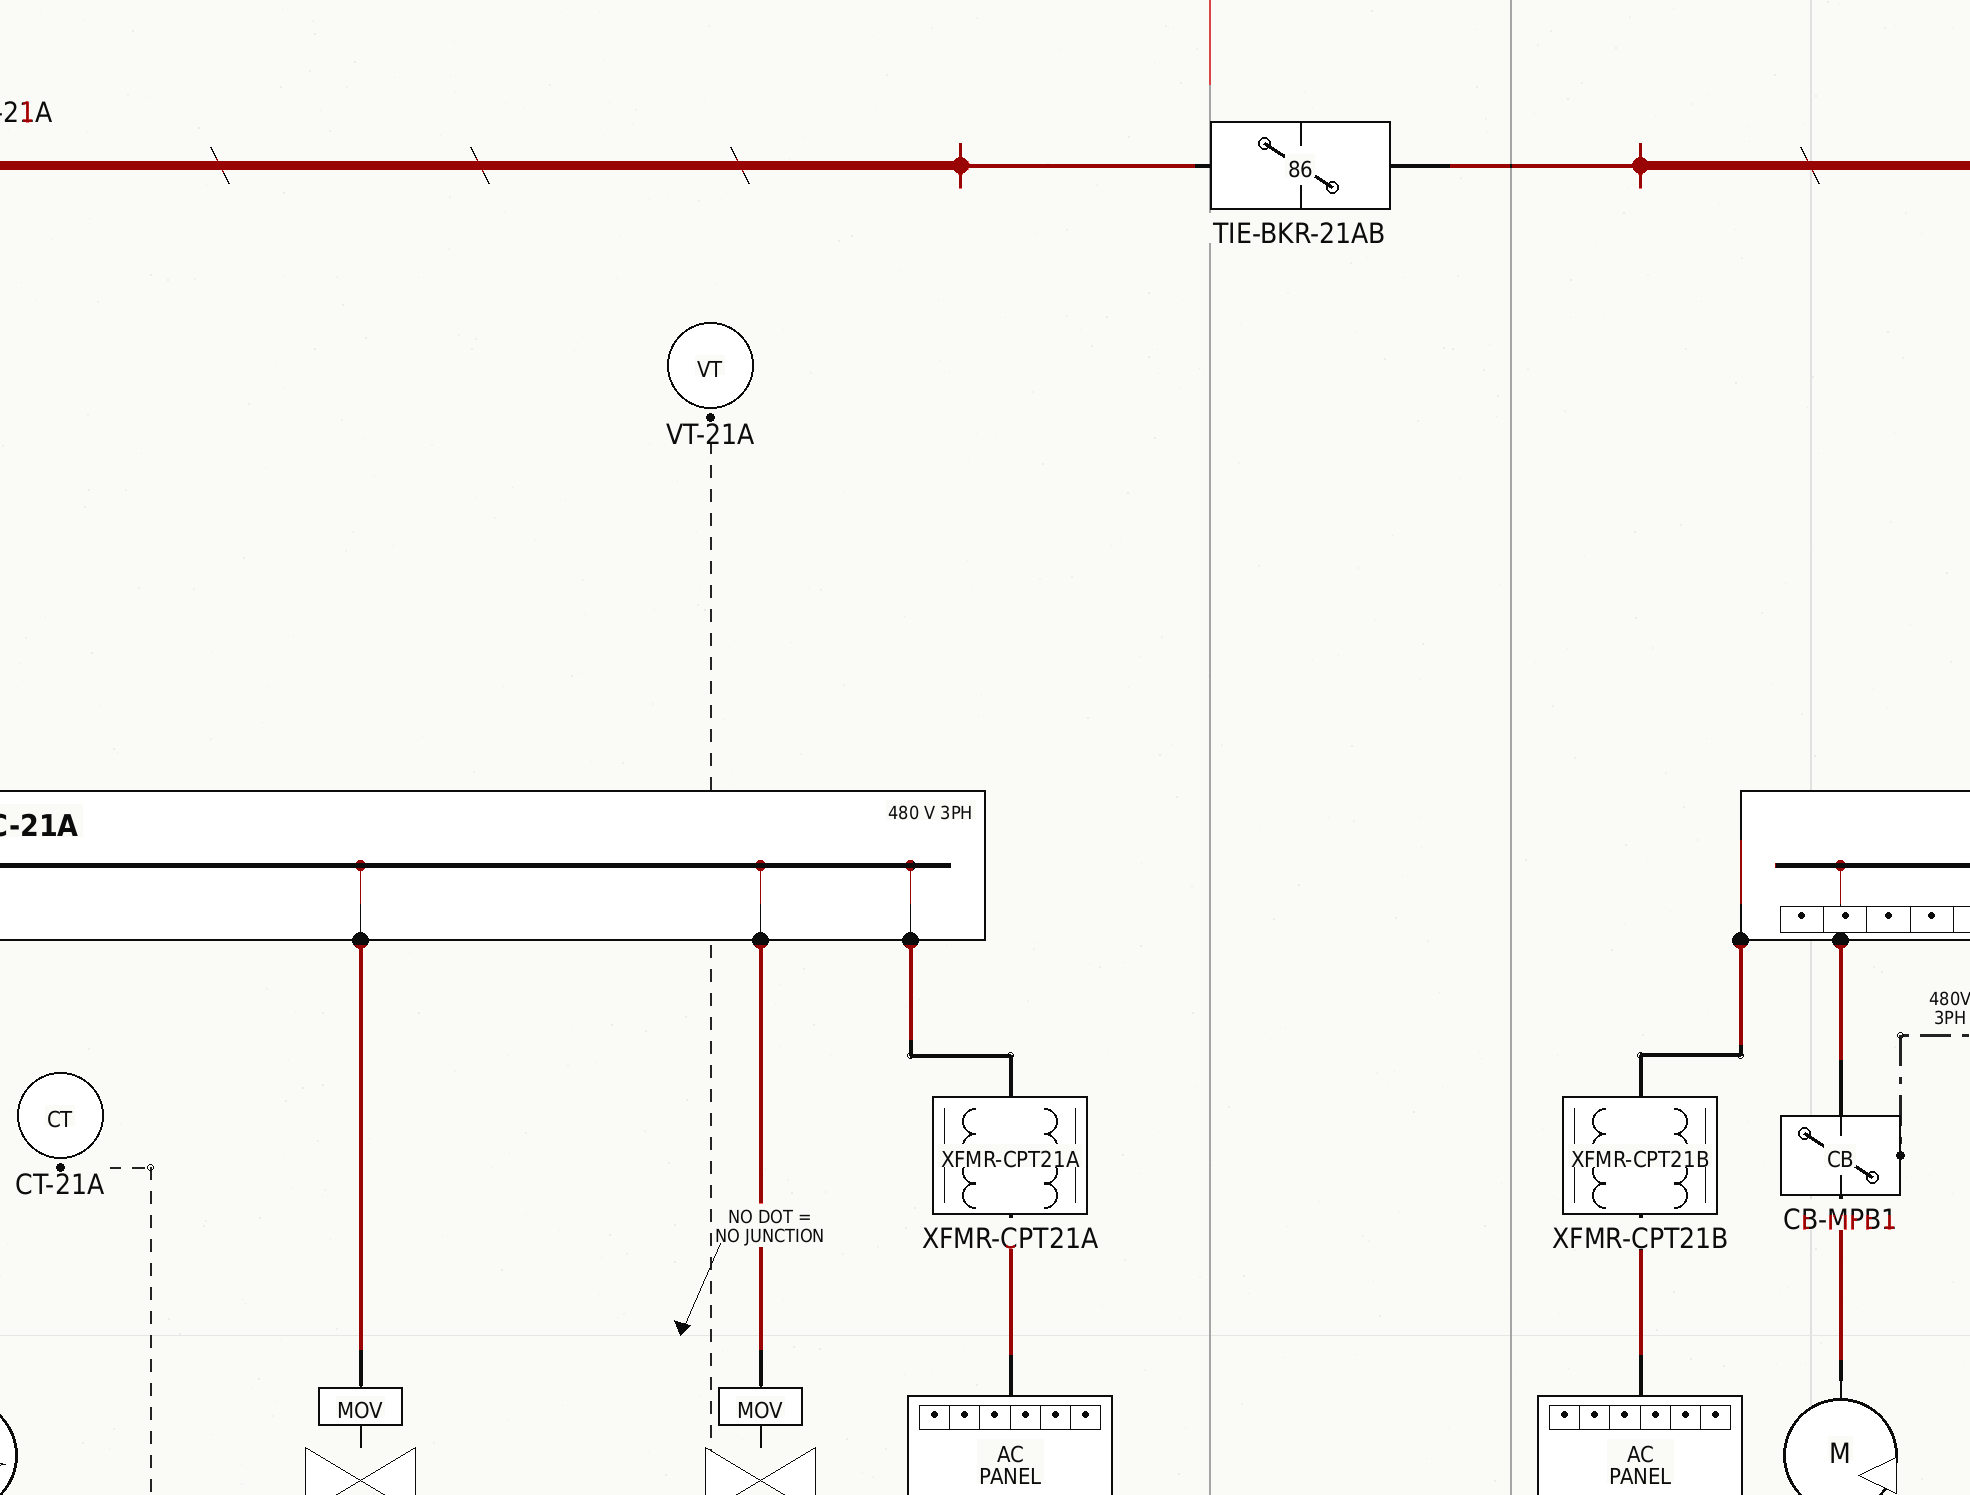 -21A
86
TIE-BKR-21AB
VT
VT-21A
C-21A
480 V 3PH
480V
3PH
CT
CT-21A
XFMR-CPT21A
XFMR-CPT21A
XFMR-CPT21B
XFMR-CPT21B
CB
CB-MPB1
NO DOT =
NO JUNCTION
MOV
MOV
AC
PANEL
AC
PANEL
M